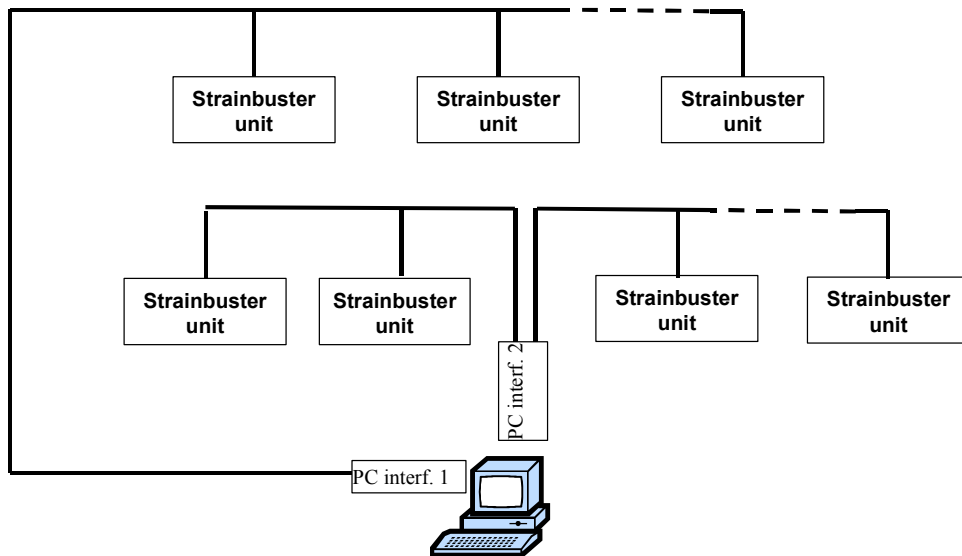 Strainbuster
unit
Strainbuster
unit
Strainbuster
unit
Strainbuster
unit
Strainbuster
unit
Strainbuster
unit
Strainbuster
unit
PC interf. 2
PC interf. 1